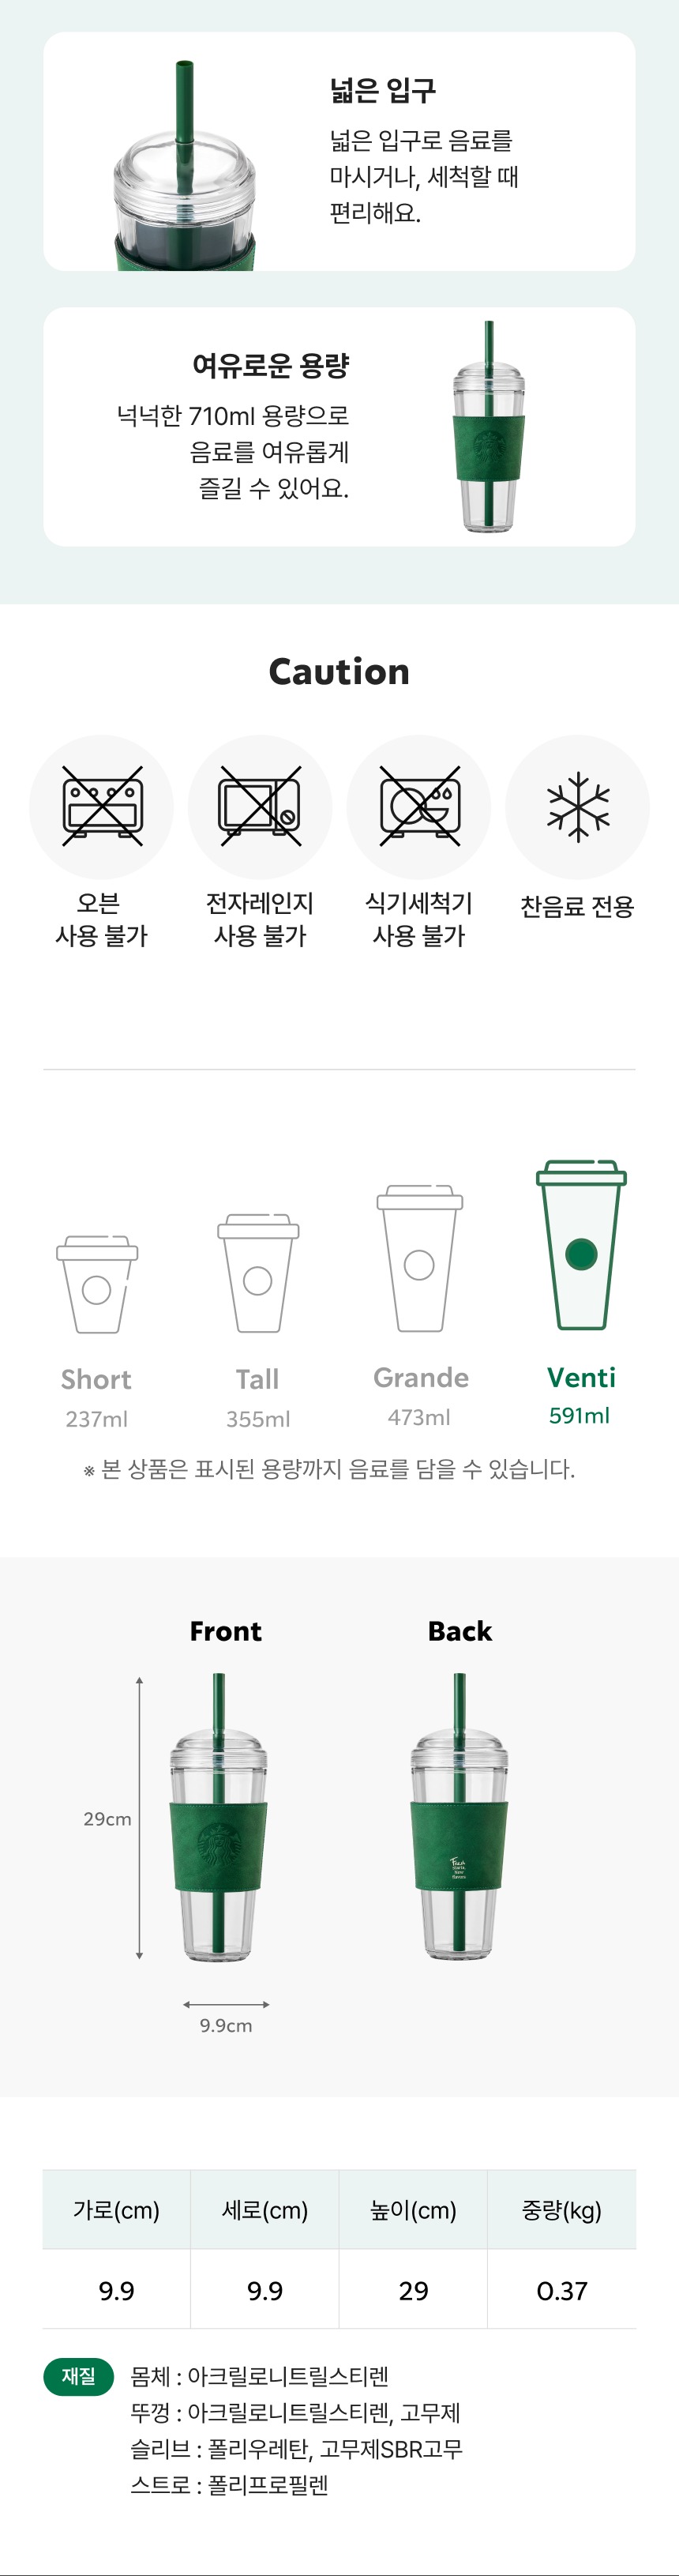 넓은 입구
넓은 입구로 음료를
마시거나, 세척할 때
편리해요.
여유로운 용량
넉넉한 710ml 용량으로
음료를 여유롭게
즐길 수 있어요.
Caution
오븐
사용 불가
전자레인지
사용 불가
식기세척기
사용 불가
찬음료 전용
Short
237ml
Tall
355ml
Grande
473ml
Venti
591ml
※ 본 상품은 표시된 용량까지 음료를 담을 수 있습니다.
Front
Back
29cm
9.9cm
가로(cm) 세로(cm) 높이(cm) 중량(kg)
9.9 9.9 29 0.37
재질 몸체 : 아크릴로니트릴스티렌
뚜껑 : 아크릴로니트릴스티렌, 고무제
슬리브 : 폴리우레탄, 고무제SBR고무
스트로 : 폴리프로필렌